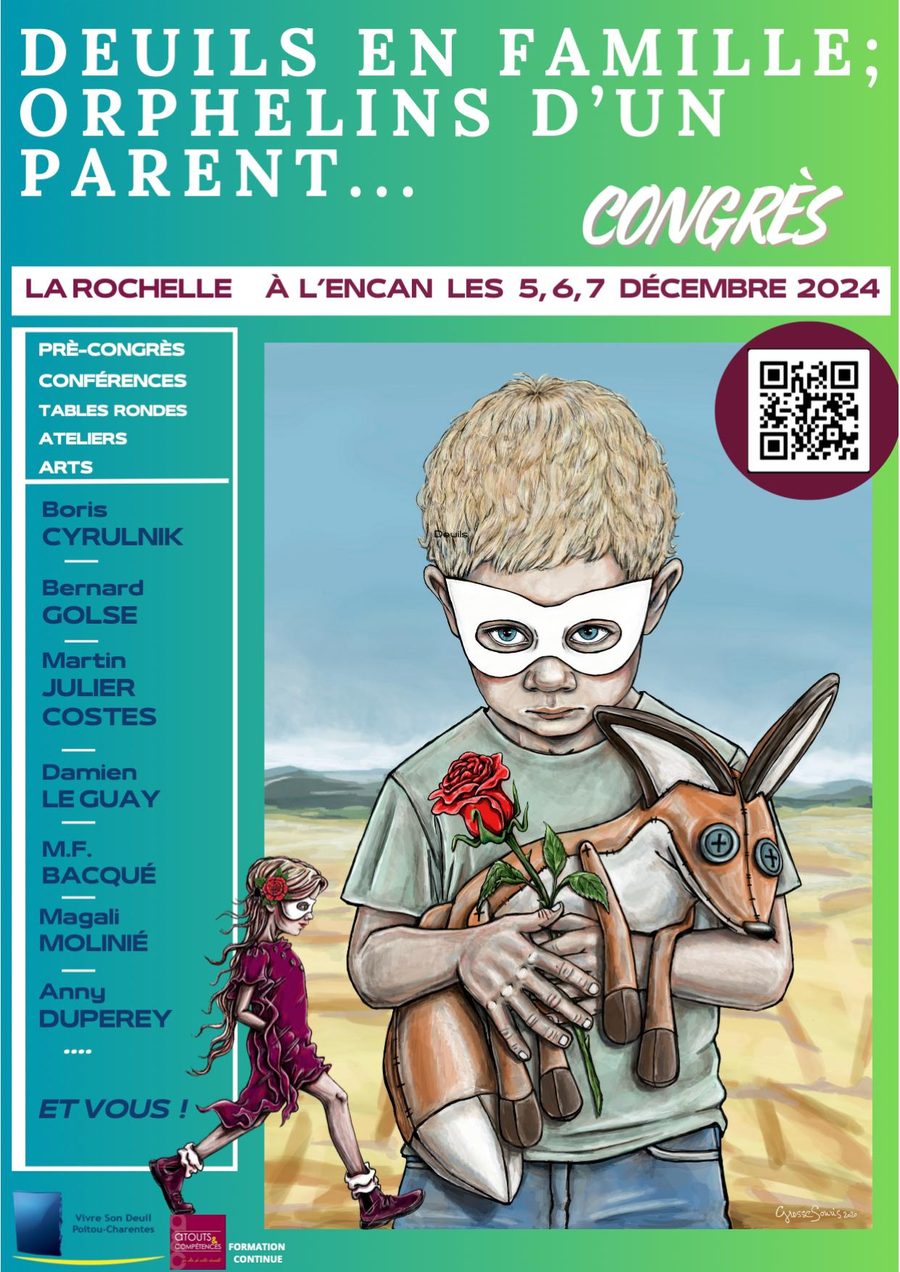 DEUILS EN FAMILLE;
ORPHELINS D'UN
PARENT...
CONGRÈS
LA ROCHELLE À L'ENCAN LES 5, 6, 7 DÉCEMBRE 2024
PRÈ-CONGRÈS
CONFÉRENCES
TABLES RONDES
ATELIERS
ARTS
Boris
CYRULNIK
Bernard
GOLSE
Martin
JULIER
COSTES
Damien
LE GUAY
M.F.
BACQUÉ
Magali
MOLINIÉ
Anny
DUPEREY
....
ET VOUS !
Deuils
GrosseSouris 2020
Vivre Son Deuil
Poitou-Charentes
atouts &
COMPÉTENCES
FORMATION
CONTINUE